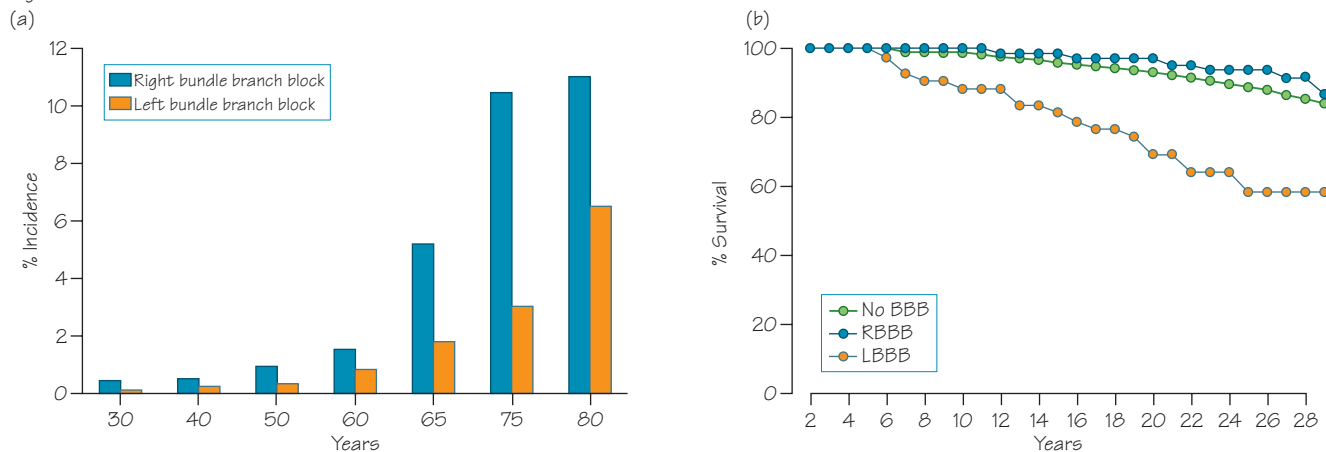 (a)
12
10
8
6
4
2
0
% Incidence
Right bundle branch block
Left bundle branch block
30 40 50 60 65 75 80
Years
(b)
100
80
60
40
20
0
% Survival
No BBB
RBBB
LBBB
2 4 6 8 10 12 14 16 18 20 22 24 26 28
Years